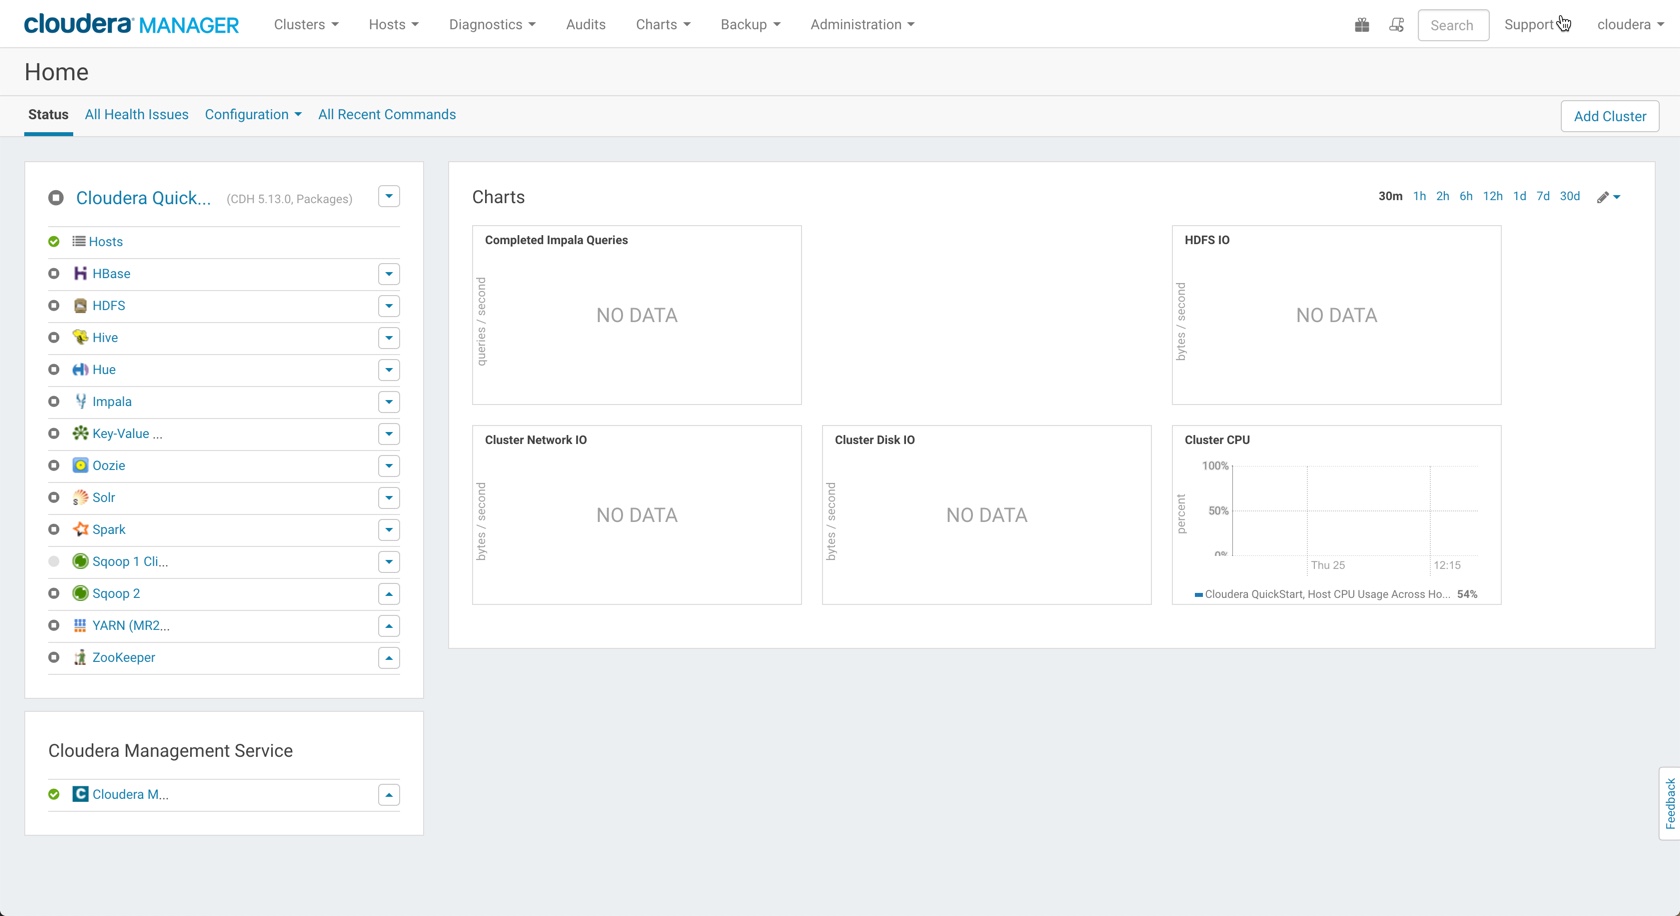 cloudera MANAGER Clusters Hosts Diagnostics Audits Charts Backup Administration Search Support cloudera
Home
Status All Health Issues Configuration All Recent Commands Add Cluster
Cloudera Quick... (CDH 5.13.0, Packages)
Hosts
HBase
HDFS
Hive
Hue
Impala
Key-Value ...
Oozie
Solr
Spark
Sqoop 1 Cli...
Sqoop 2
YARN (MR2...
ZooKeeper
Cloudera Management Service
Cloudera M...
Charts 30m 1h 2h 6h 12h 1d 7d 30d
Completed Impala Queries
queries / second
NO DATA
HDFS IO
bytes / second
NO DATA
Cluster Network IO
bytes / second
NO DATA
Cluster Disk IO
bytes / second
NO DATA
Cluster CPU
percent
100%
50%
0%
Thu 25 12:15
Cloudera QuickStart, Host CPU Usage Across Ho... 54%
Feedback